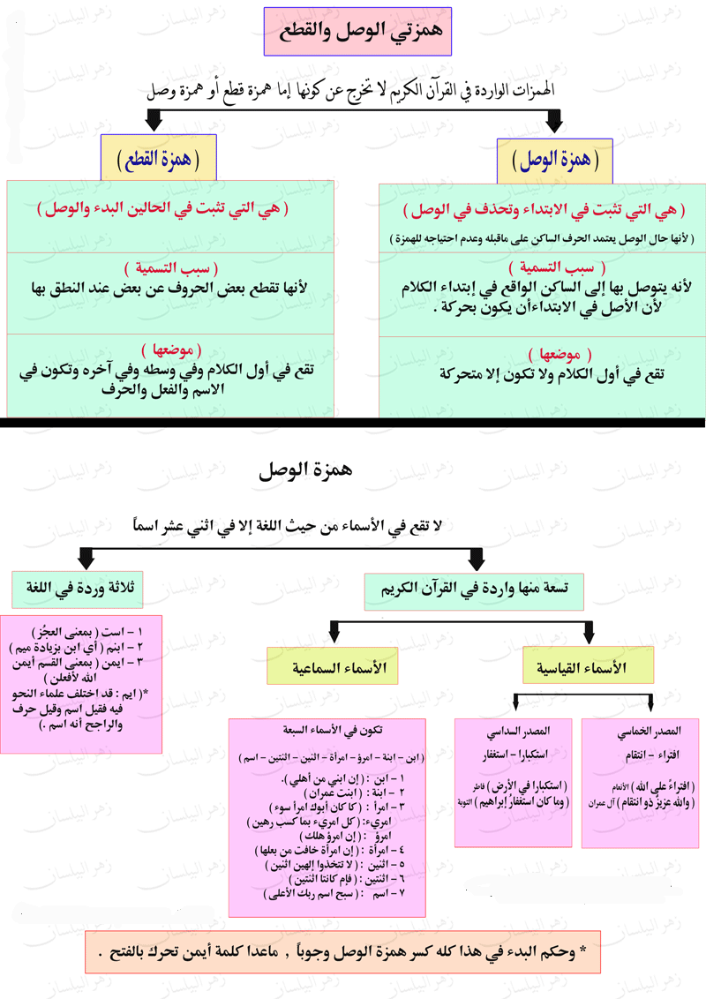 همزتي الوصل والقطع
الهمزات الواردة في القرآن الكريم لا تخرج عن كونها إما همزة قطع أو همزة وصل
( همزة الوصل )
( هي التي تثبت في الابتداء وتحذف في الوصل )
( لأنها حال الوصل يعتمد الحرف الساكن على ماقبله وعدم احتياجه للهمزة )
( سبب التسمية )
لأنه يتوصل بها إلى الساكن الواقع في إبتداء الكلام
لأن الأصل في الابتداءأن يكون بحركة .
( موضعها )
تقع في أول الكلام ولا تكون إلا متحركة
( همزة القطع )
( هي التي تثبت في الحالين البدء والوصل )
( سبب التسمية )
لأنها تقطع بعض الحروف عن بعض عند النطق بها
( موضعها )
تقع في أول الكلام وفي وسطه وفي آخره وتكون في
الاسم والفعل والحرف
همزة الوصل
لا تقع في الأسماء من حيث اللغة إلا في اثني عشر اسماً
تسعة منها واردة في القرآن الكريم
الأسماء القياسية
المصدر الخماسي
افتراء - انتقام
( افتراءً على الله ) الأنعام
( والله عزيزٌ ذو انتقام ) آل عمران
المصدر السداسي
استكبارا - استغفار
( استكبارا في الأرض ) فاطر
( وما كان استغفارُ إبراهيم ) التوبة
الأسماء السماعية
تكون في الأسماء السبعة
( ابن - ابنة - امرؤ - امرأة - اثنين - اثنتين - اسم )
١ - ابن : ( إن ابني من أهلي ).
٢ - ابنة : ( ابنت عمران )
٣ - امرأ : ( كا كان أبوك امرأ سوء )
امريء: ( كل امريء بما كسب رهين )
امرؤ : ( إن امرؤ هلك )
٤ - امرأة : ( إن امرأة خافت من بعلها )
٥ - اثنين : ( لا تتخذوا إلهين اثنين )
٦ - اثنتين : ( فإم كانتا اثنتين )
٧ - اسم : ( سبح اسم ربك الأعلى )
ثلاثة وردة في اللغة
١ - است ( بمعنى العجُز )
٢ - ابنم ( أي ابن بزيادة ميم )
٣ - ايمن ( بمعنى القسم أيمن
الله لأفعلن )
*( ايم : قد اختلف علماء النحو
فيه فقيل اسم وقيل حرف
والراجح أنه اسم .)
* وحكم البدء في هذا كله كسر همزة الوصل وجوباً , ماعدا كلمة أيمن تحرك بالفتح .
زهر اليلسان